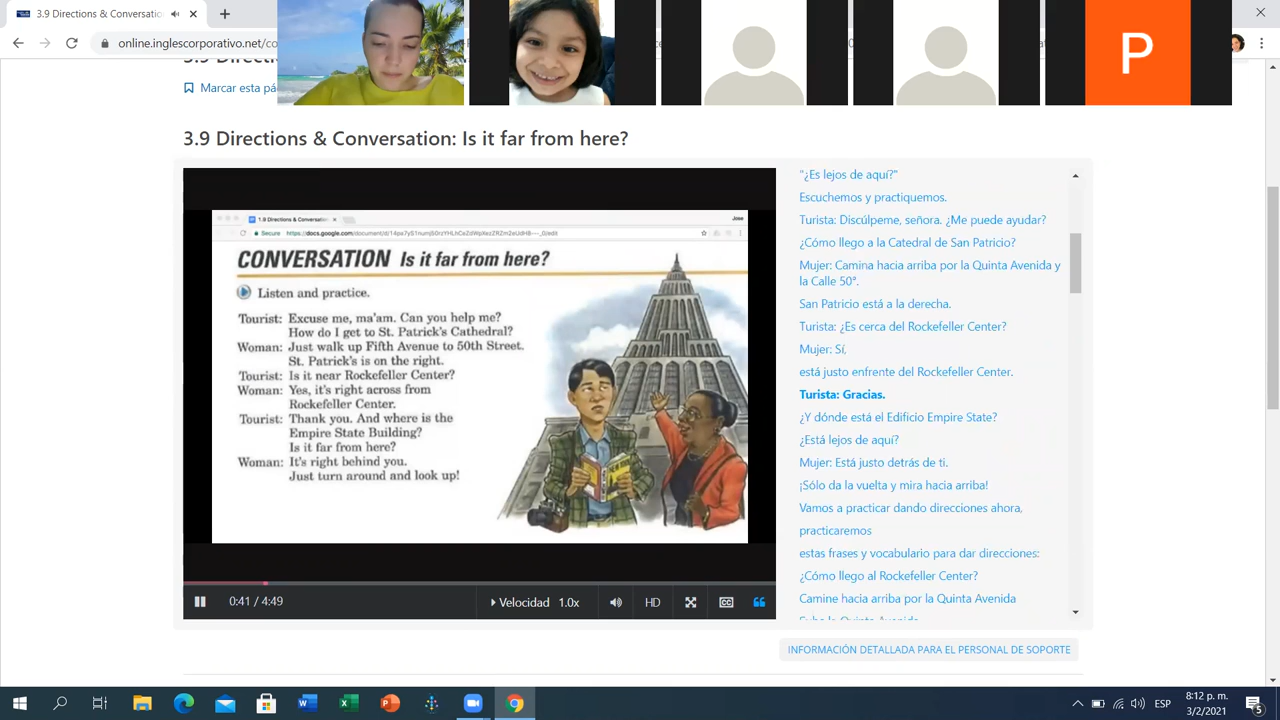 3.9 Directions & Conversation
online.inglescorporativo.net/co
Marcar esta pá
P
3.9 Directions & Conversation: Is it far from here?
1.9 Directions & Conversatio
Jose
Secure
CONVERSATION Is it far from here?
Listen and practice.
Tourist: Excuse me, ma'am. Can you help me?
How do I get to St. Patrick's Cathedral?
Woman: Just walk up Fifth Avenue to 50th Street.
St. Patrick's is on the right.
Tourist: Is it near Rockefeller Center?
Woman: Yes, it's right across from
Rockefeller Center.
Tourist: Thank you. And where is the
Empire State Building?
Is it far from here?
Woman: It's right behind you.
Just turn around and look up!
0:41 / 4:49
Velocidad 1.0x
HD
CC
"¿Es lejos de aquí?"
Escuchemos y practiquemos.
Turista: Discúlpeme, señora. ¿Me puede ayudar?
¿Cómo llego a la Catedral de San Patricio?
Mujer: Camina hacia arriba por la Quinta Avenida y
la Calle 50ª.
San Patricio está a la derecha.
Turista: ¿Es cerca del Rockefeller Center?
Mujer: Sí,
está justo enfrente del Rockefeller Center.
Turista: Gracias.
¿Y dónde está el Edificio Empire State?
¿Está lejos de aquí?
Mujer: Está justo detrás de ti.
¡Sólo da la vuelta y mira hacia arriba!
Vamos a practicar dando direcciones ahora,
practicaremos
estas frases y vocabulario para dar direcciones:
¿Cómo llego al Rockefeller Center?
Camine hacia arriba por la Quinta Avenida
INFORMACIÓN DETALLADA PARA EL PERSONAL DE SOPORTE
ESP
8:12 p. m.
3/2/2021
5